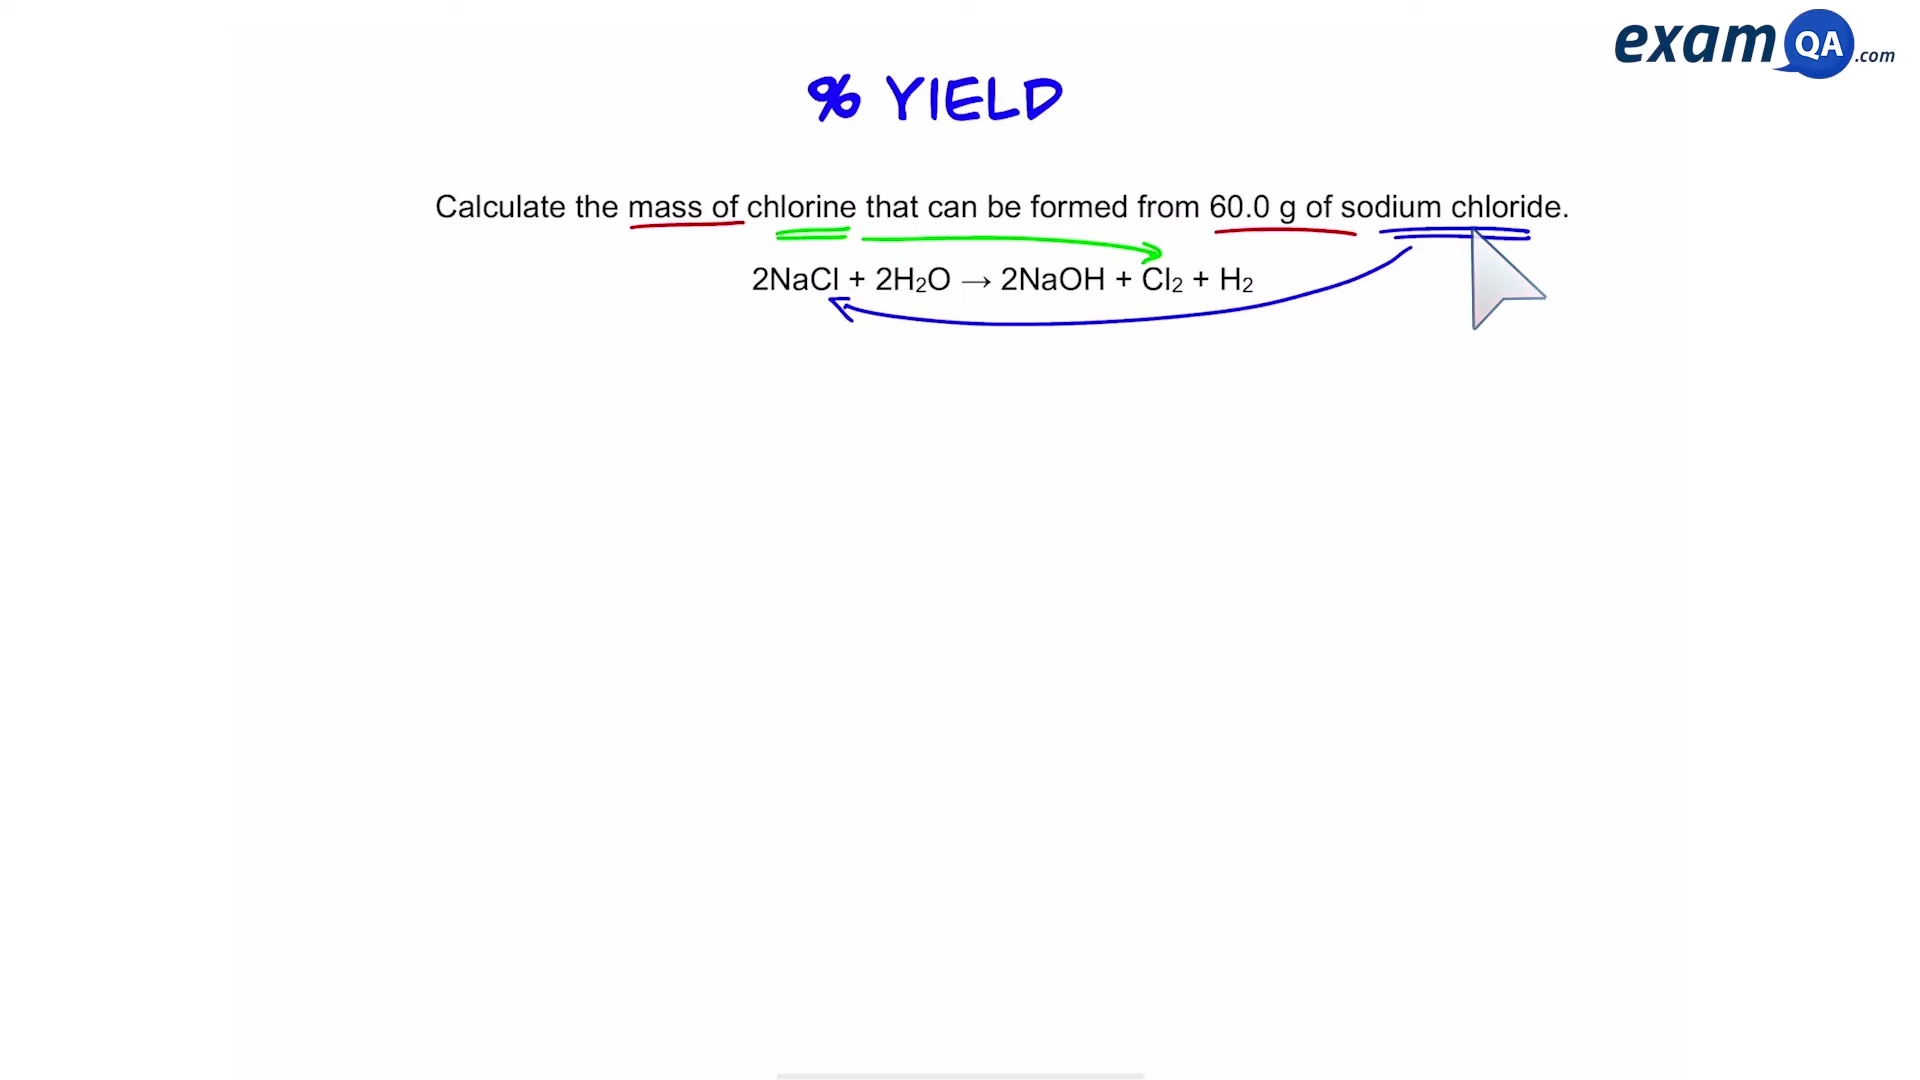 examQA.com
% YIELD
Calculate the mass of chlorine that can be formed from 60.0 g of sodium chloride.
2NaCl + 2H₂O → 2NaOH + Cl₂ + H₂